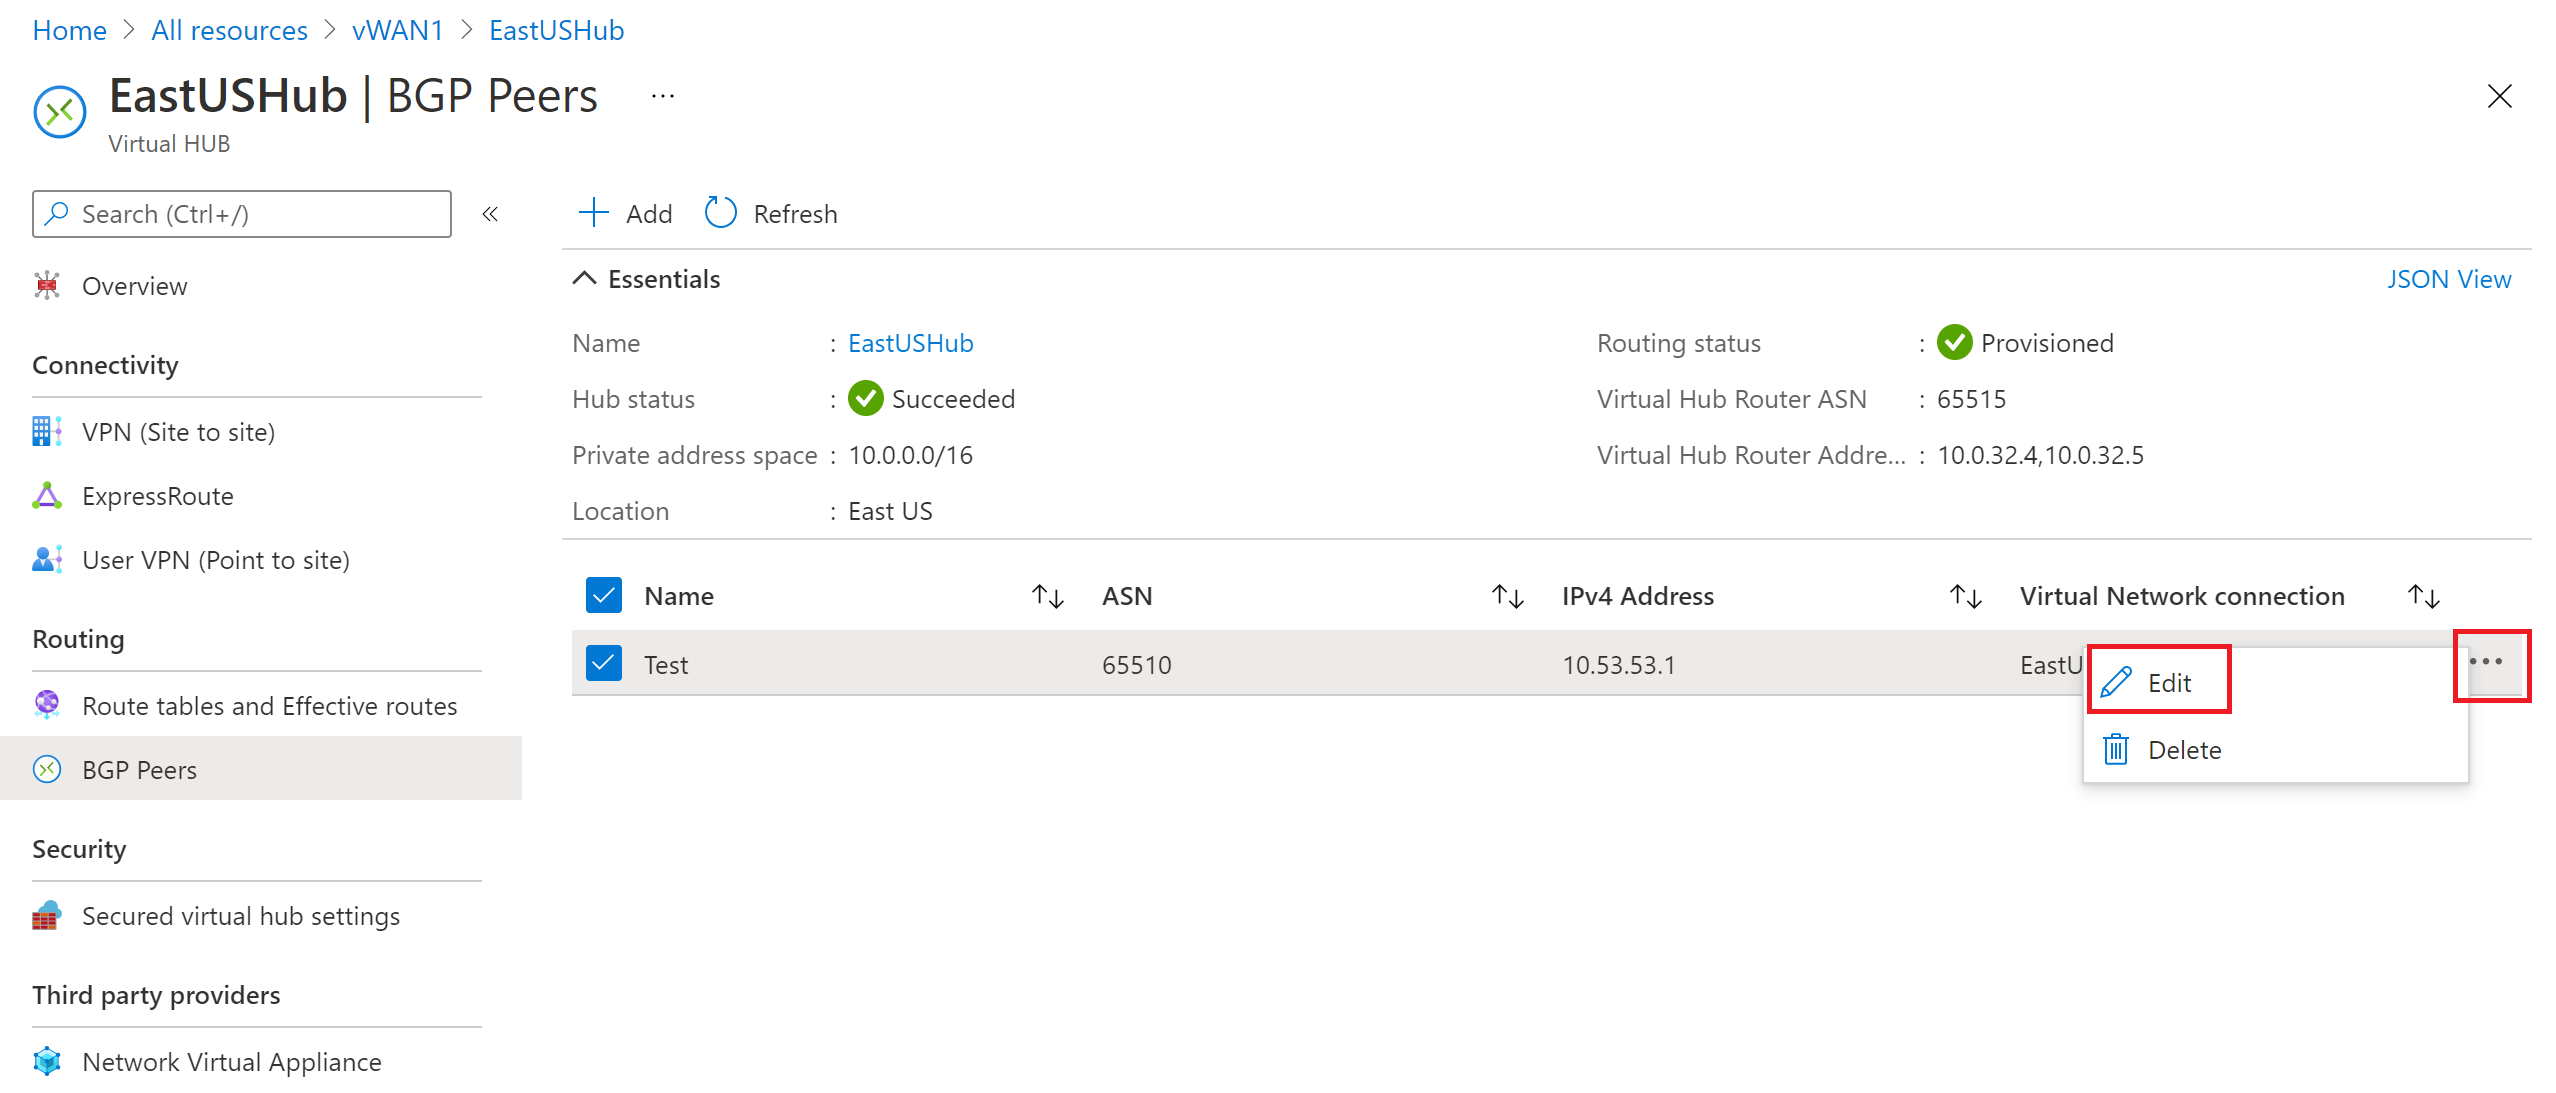 Home > All resources > vWAN1 > EastUSHub
EastUSHub | BGP Peers ...
Virtual HUB
Search (Ctrl+/) «
Overview
Connectivity
VPN (Site to site)
ExpressRoute
User VPN (Point to site)
Routing
Route tables and Effective routes
BGP Peers
Security
Secured virtual hub settings
Third party providers
Network Virtual Appliance
Add Refresh
Essentials JSON View
Name : EastUSHub
Hub status : Succeeded
Private address space : 10.0.0.0/16
Location : East US
Routing status : Provisioned
Virtual Hub Router ASN : 65515
Virtual Hub Router Addre... : 10.0.32.4,10.0.32.5
Name ASN IPv4 Address Virtual Network connection
Test 65510 10.53.53.1 EastU
Edit
Delete